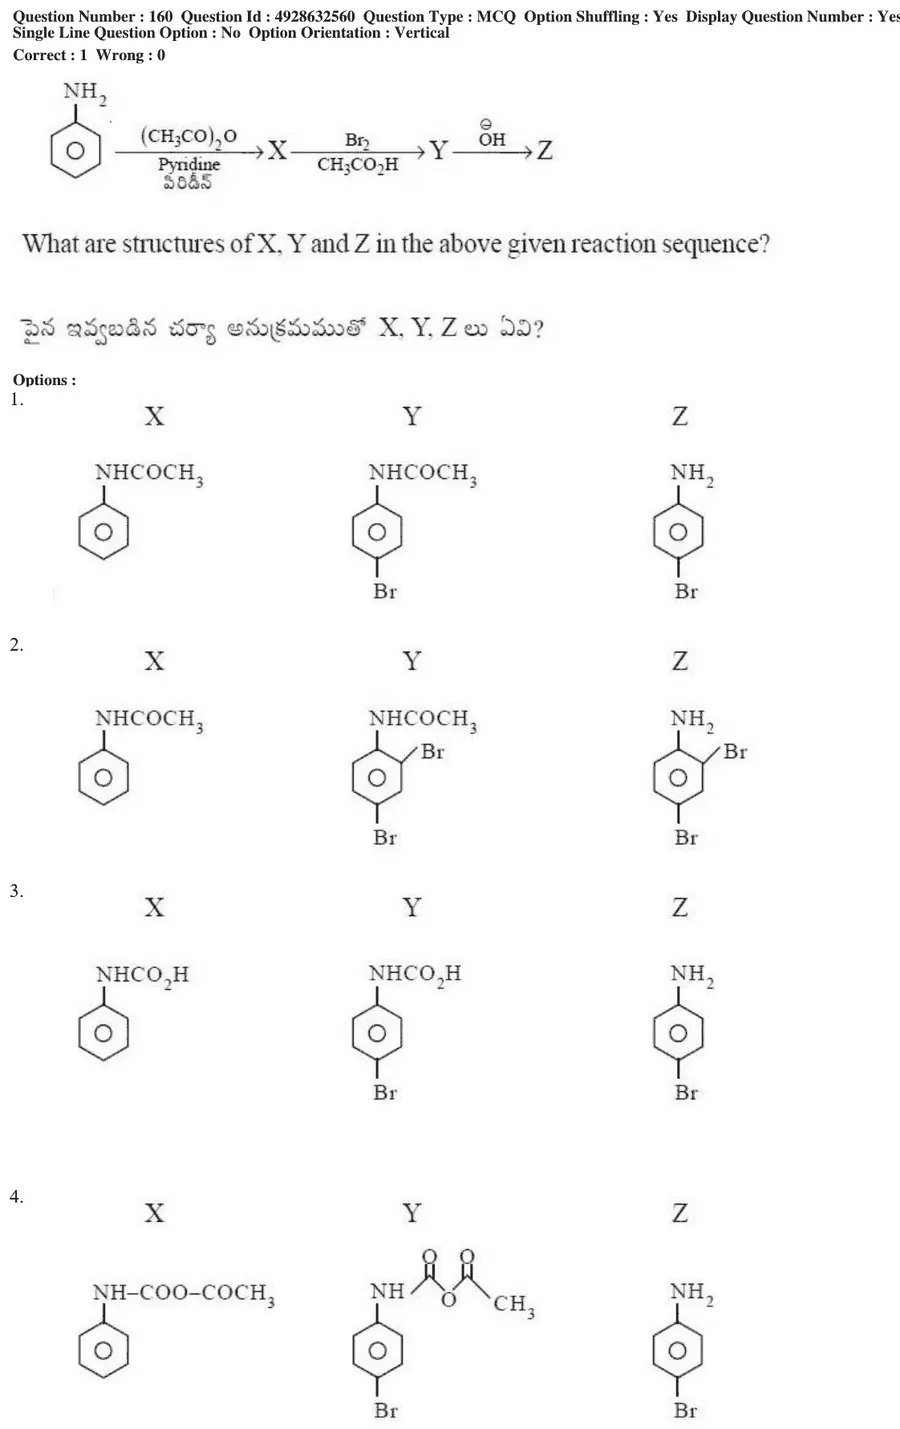 Question Number : 160 Question Id : 4928632560 Question Type : MCQ Option Shuffling : Yes Display Question Number : Yes
Single Line Question Option : No Option Orientation : Vertical
Correct : 1 Wrong : 0
NH2
(CH3CO)2O
Pyridine
పిరిడీన్
X
Br2
CH3CO2H
Y
⊖
OH
Z
What are structures of X, Y and Z in the above given reaction sequence?
పైన ఇవ్వబడిన చర్యా అనుక్రమముతో X, Y, Z లు ఏవి?
Options :
1.
X Y Z
NHCOCH3 NHCOCH3 NH2
Br Br
2.
X Y Z
NHCOCH3 NHCOCH3 NH2
Br Br
Br Br
3.
X Y Z
NHCO2H NHCO2H NH2
Br Br
4.
X Y Z
O O
NH–COO–COCH3 NH O CH3 NH2
Br Br